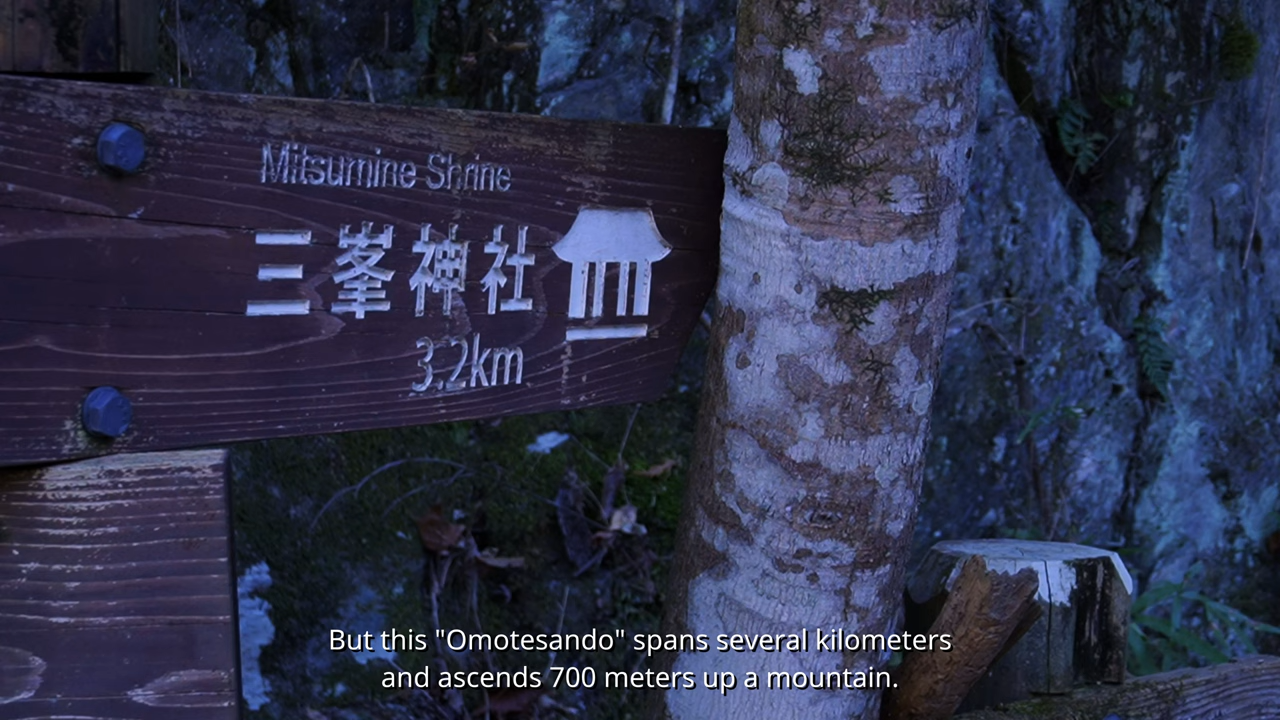 Mitsumine Shrine
三峯神社
3.2km
But this "Omotesando" spans several kilometers
and ascends 700 meters up a mountain.